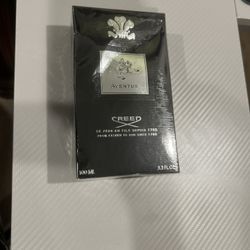 AVENTUS
CREED
DE PERE EN FILS DEPUIS 1760
FROM FATHER TO SON SINCE 1760
100 ML
3.3 FL.OZ